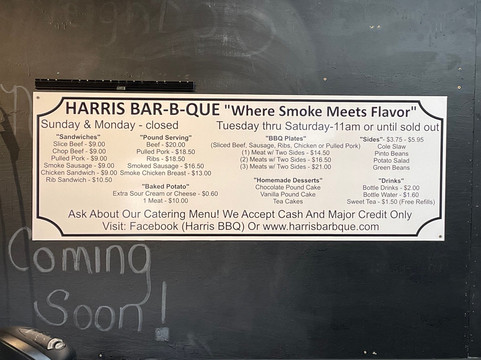 HARRIS BAR-B-QUE "Where Smoke Meets Flavor"
Sunday & Monday - closed
Tuesday thru Saturday-11am or until sold out
"Sandwiches"
Slice Beef - $9.00
Chop Beef - $9.00
Pulled Pork - $9.00
Smoke Sausage - $9.00
Chicken Sandwich - $9.00
Rib Sandwich - $10.50
"Pound Serving"
Beef - $20.00
Pulled Pork - $18.50
Ribs - $18.50
Smoked Sausage - $16.50
Smoke Chicken Breast - $13.00
"Baked Potato"
Extra Sour Cream or Cheese - $0.60
1 Meat - $10.00
"BBQ Plates"
(Sliced Beef, Sausage, Ribs, Chicken or Pulled Pork)
(1) Meat w/ Two Sides - $14.50
(2) Meats w/ Two Sides - $16.50
(3) Meats w/ Two Sides - $21.00
"Homemade Desserts"
Chocolate Pound Cake
Vanilla Pound Cake
Tea Cakes
"Sides"- $3.75 - $5.95
Cole Slaw
Pinto Beans
Potato Salad
Green Beans
"Drinks"
Bottle Drinks - $2.00
Bottle Water - $1.60
Sweet Tea - $1.50 (Free Refills)
Ask About Our Catering Menu! We Accept Cash And Major Credit Only
Visit: Facebook (Harris BBQ) Or www.harrisbarbque.com
Coming
Soon!